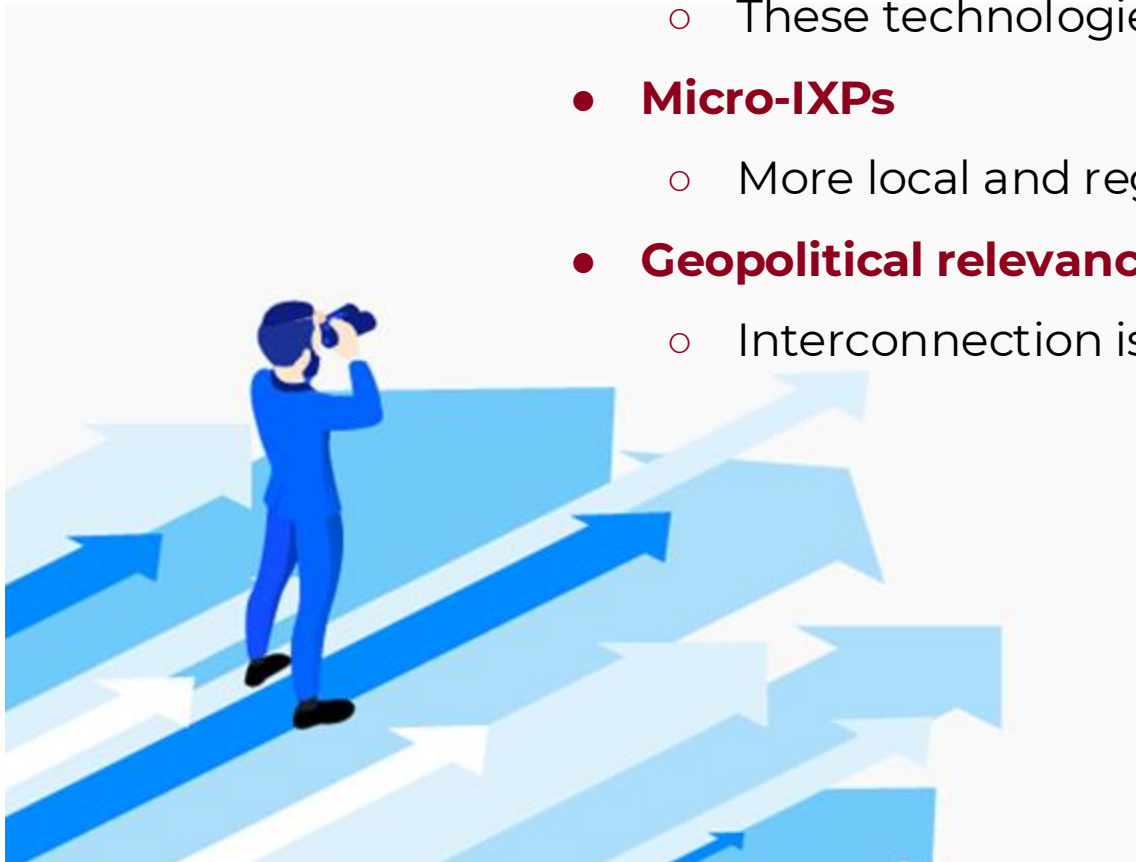 ○ These technologie
● Micro-IXPs
○ More local and reg
● Geopolitical relevanc
○ Interconnection is